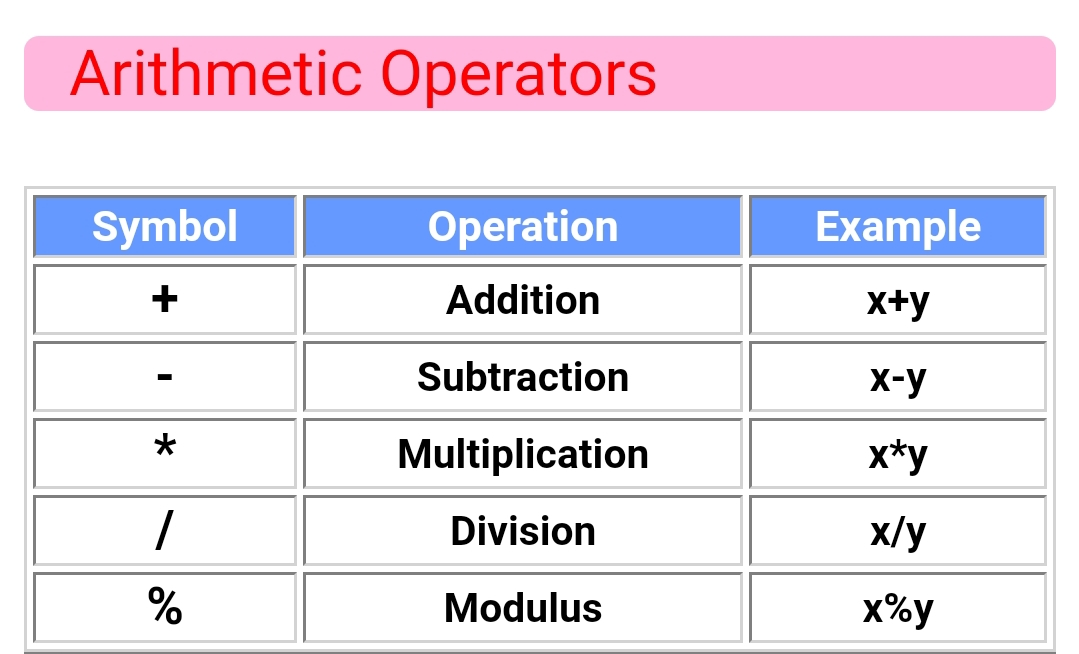 Arithmetic Operators
Symbol Operation Example
+ Addition x+y
- Subtraction x-y
* Multiplication x*y
/ Division x/y
% Modulus x%y